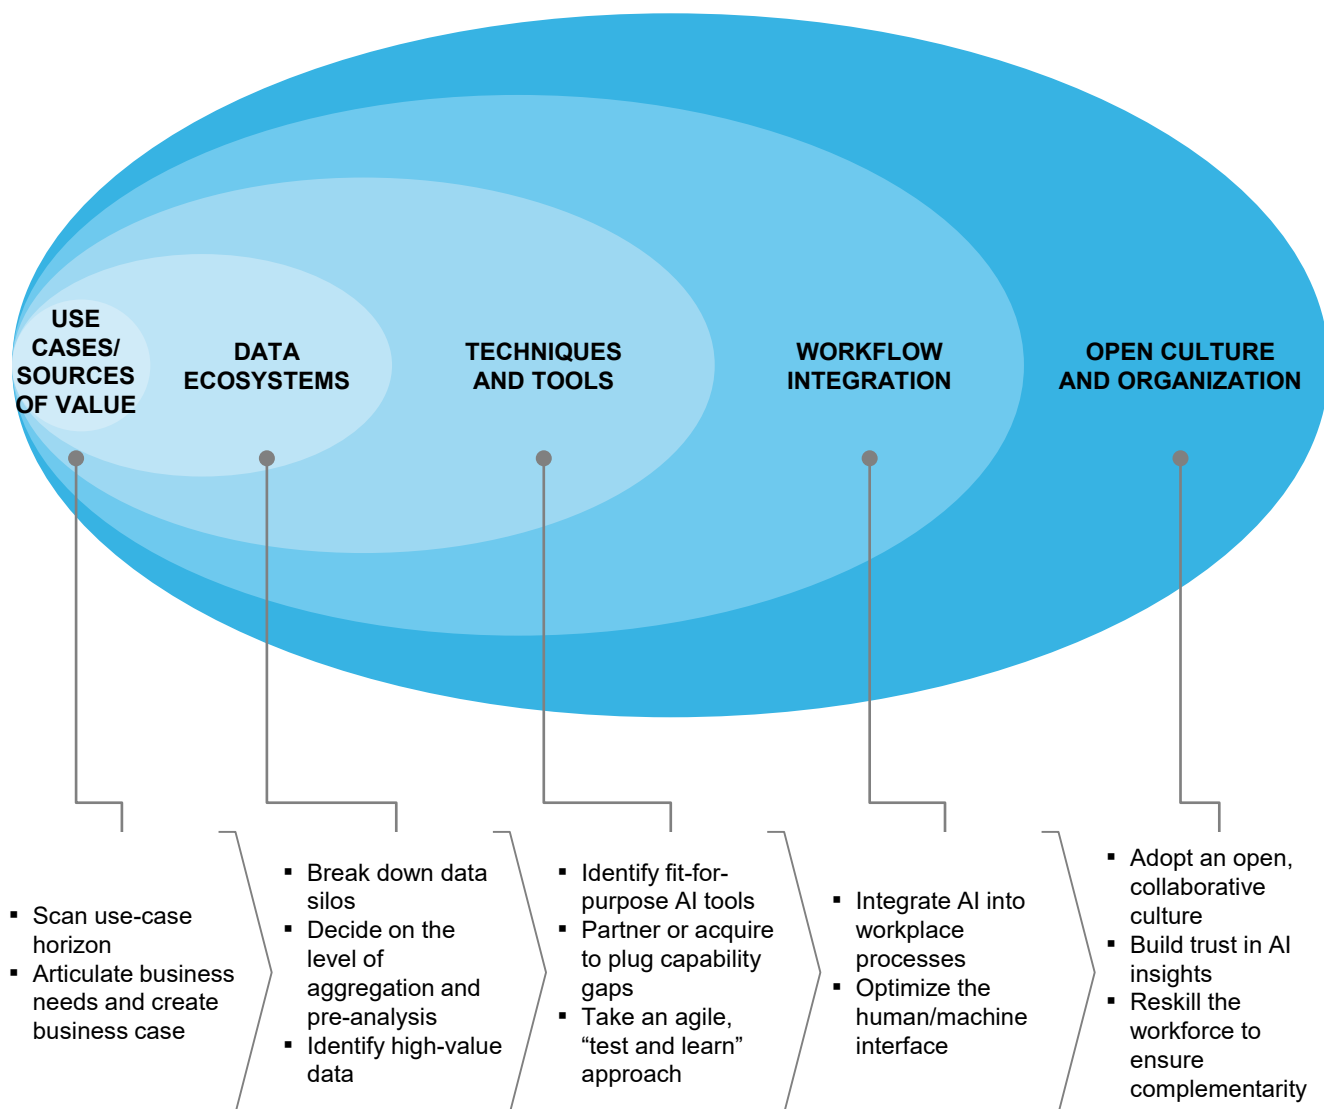 USE
CASES/
SOURCES
OF VALUE
DATA
ECOSYSTEMS
TECHNIQUES
AND TOOLS
WORKFLOW
INTEGRATION
OPEN CULTURE
AND ORGANIZATION
▪ Scan use-case
horizon
▪ Articulate business
needs and create
business case
▪ Break down data
silos
▪ Decide on the
level of
aggregation and
pre-analysis
▪ Identify high-value
data
▪ Identify fit-for-
purpose AI tools
▪ Partner or acquire
to plug capability
gaps
▪ Take an agile,
“test and learn”
approach
▪ Integrate AI into
workplace
processes
▪ Optimize the
human/machine
interface
▪ Adopt an open,
collaborative
culture
▪ Build trust in AI
insights
▪ Reskill the
workforce to
ensure
complementarity